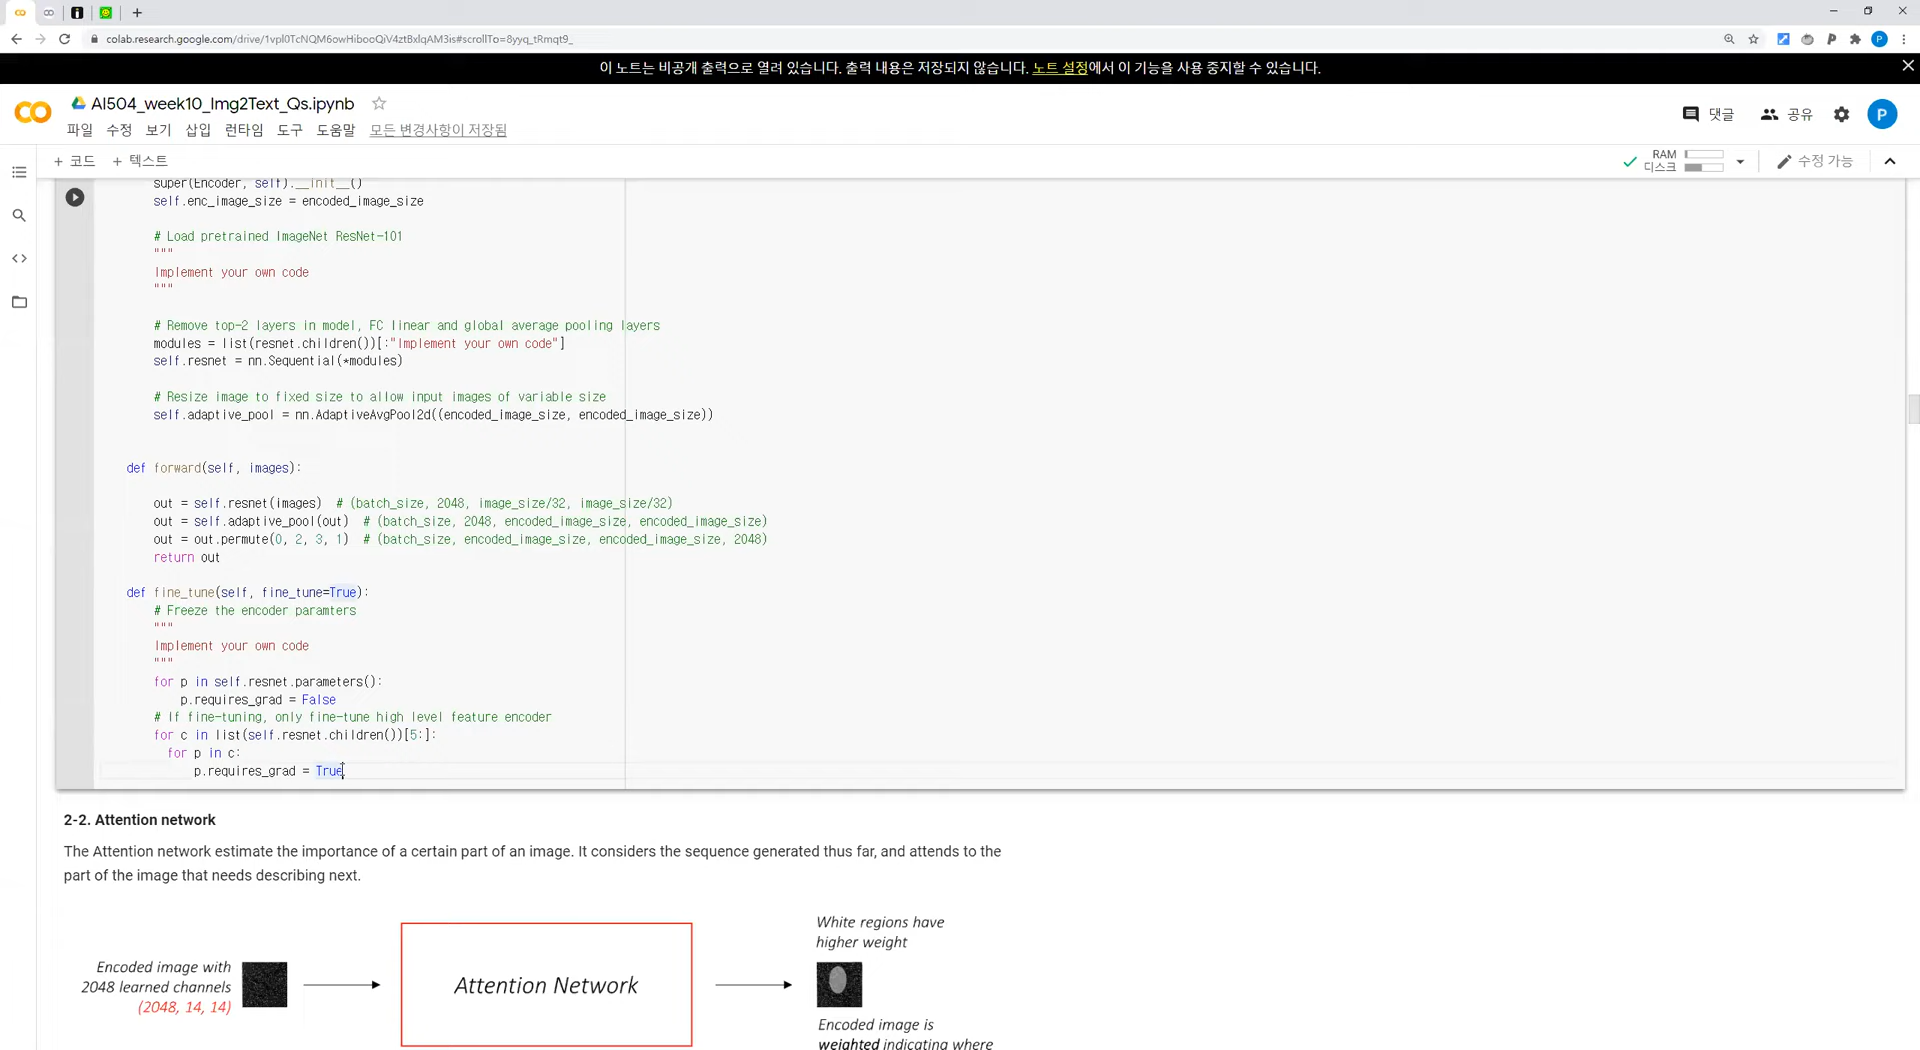 colab.research.google.com/drive/1vpl0TcNQM6owHibooQiV4ztBxlqAM3is#scrollTo=8yyq_tRmqt9_
이 노트는 비공개 출력으로 열려 있습니다. 출력 내용은 저장되지 않습니다. 노트 설정에서 이 기능을 사용 중지할 수 있습니다.
AI504_week10_Img2Text_Qs.ipynb
댓글 공유 P
파일 수정 보기 삽입 런타임 도구 도움말 모든 변경사항이 저장됨
+ 코드 + 텍스트
RAM
디스크
수정 가능
super(Encoder, self).__init__()
self.enc_image_size = encoded_image_size
# Load pretrained ImageNet ResNet-101
"""
Implement your own code
"""
# Remove top-2 layers in model, FC linear and global average pooling layers
modules = list(resnet.children())[:"Implement your own code"]
self.resnet = nn.Sequential(*modules)
# Resize image to fixed size to allow input images of variable size
self.adaptive_pool = nn.AdaptiveAvgPool2d((encoded_image_size, encoded_image_size))
def forward(self, images):
out = self.resnet(images)  # (batch_size, 2048, image_size/32, image_size/32)
out = self.adaptive_pool(out)  # (batch_size, 2048, encoded_image_size, encoded_image_size)
out = out.permute(0, 2, 3, 1)  # (batch_size, encoded_image_size, encoded_image_size, 2048)
return out
def fine_tune(self, fine_tune=True):
# Freeze the encoder paramters
"""
Implement your own code
"""
for p in self.resnet.parameters():
p.requires_grad = False
# If fine-tuning, only fine-tune high level feature encoder
for c in list(self.resnet.children())[5:]:
for p in c:
p.requires_grad = True
2-2. Attention network
The Attention network estimate the importance of a certain part of an image. It considers the sequence generated thus far, and attends to the
part of the image that needs describing next.
White regions have
higher weight
Encoded image with
2048 learned channels
(2048, 14, 14)
Attention Network
Encoded image is
weighted indicating where